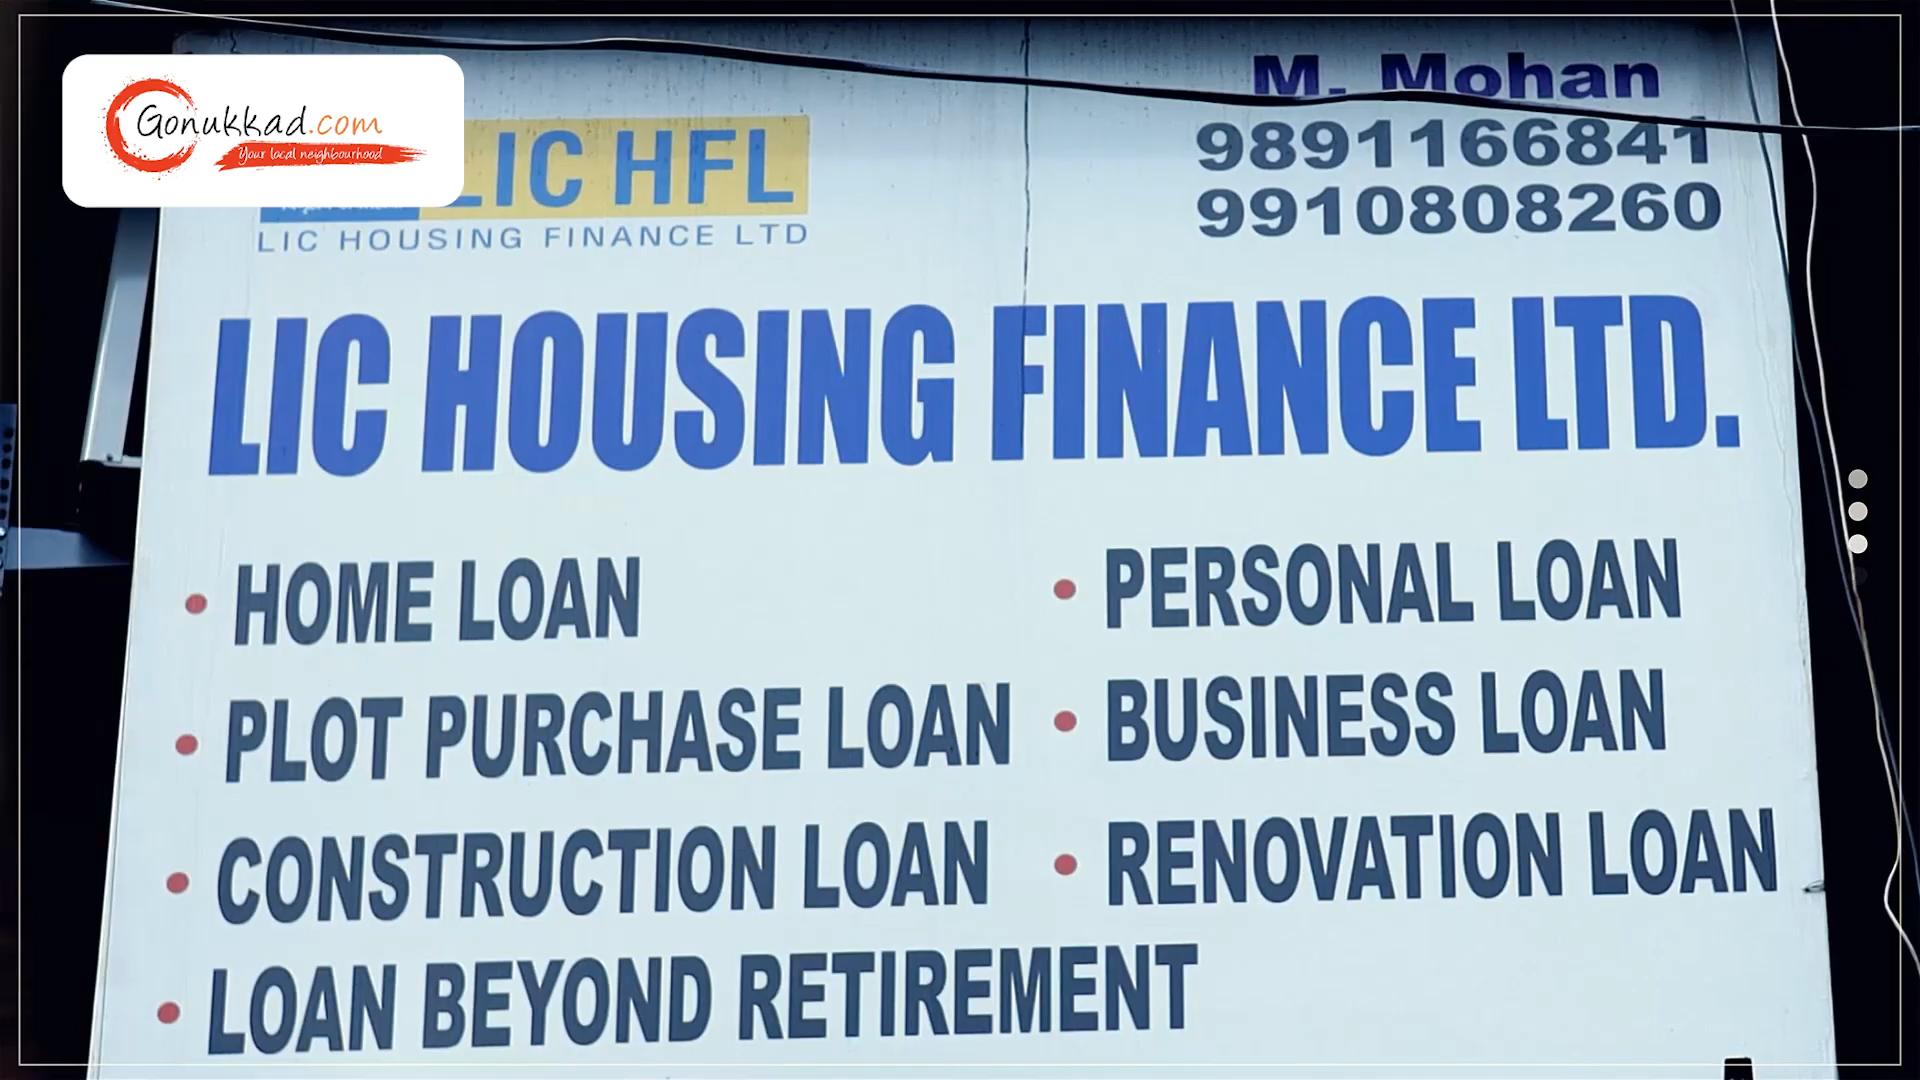 Gonukkad.com
Your local neighbourhood
LIC HFL
LIC HOUSING FINANCE LTD
M. Mohan
9891166841
9910808260
LIC HOUSING FINANCE LTD.
• HOME LOAN
• PERSONAL LOAN
• PLOT PURCHASE LOAN
• BUSINESS LOAN
• CONSTRUCTION LOAN
• RENOVATION LOAN
• LOAN BEYOND RETIREMENT